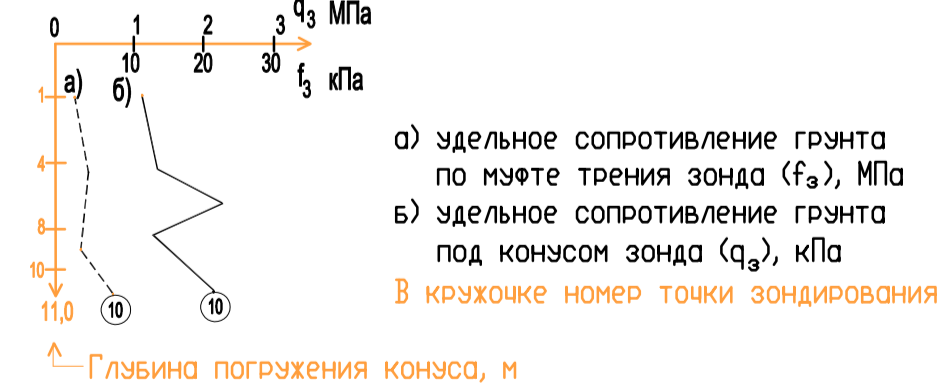 0 1 2 3 qз МПа
10 20 30 fз кПа
а) б)
1
4
8
10
11,0
10 10
а) удельное сопротивление грунта
по муфте трения зонда (fз), МПа
б) удельное сопротивление грунта
под конусом зонда (qз), кПа
В кружочке номер точки зондирования
Глубина погружения конуса, м